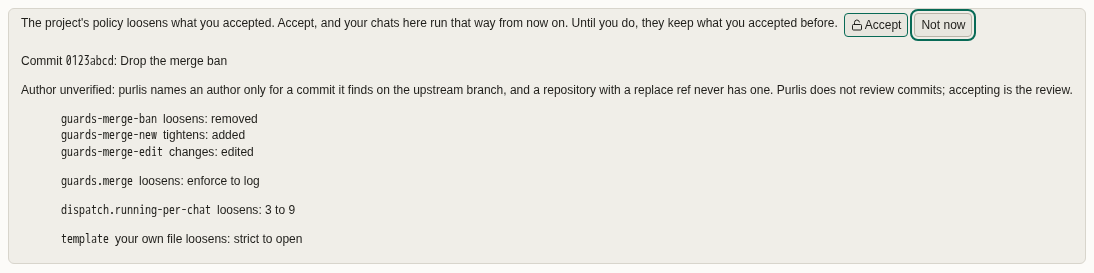 The project's policy loosens what you accepted. Accept, and your chats here run that way from now on. Until you do, they keep what you accepted before. Accept Not now
Commit 0123abcd: Drop the merge ban
Author unverified: purlis names an author only for a commit it finds on the upstream branch, and a repository with a replace ref never has one. Purlis does not review commits; accepting is the review.
guards-merge-ban loosens: removed
guards-merge-new tightens: added
guards-merge-edit changes: edited
guards.merge loosens: enforce to log
dispatch.running-per-chat loosens: 3 to 9
template your own file loosens: strict to open